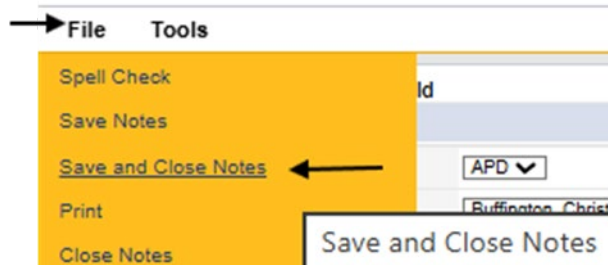 File Tools
Spell Check
ld
Save Notes
Save and Close Notes
APD
Print
Buffington, Christ
Close Notes
Save and Close Notes